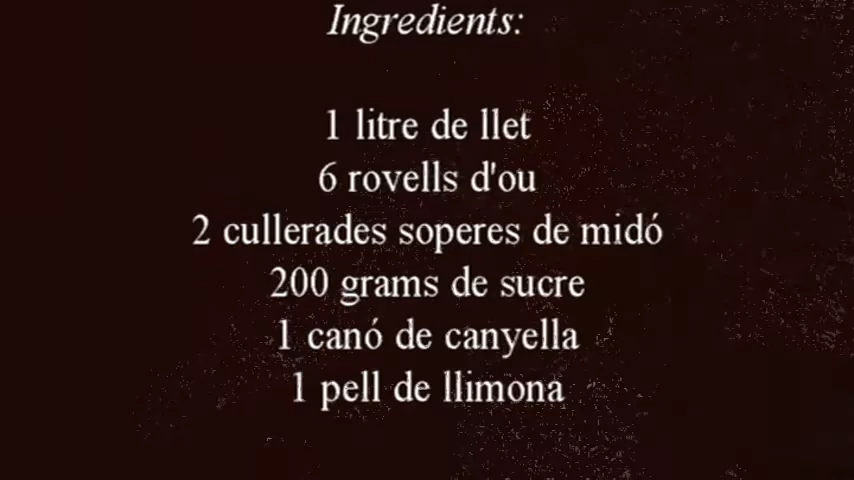 Ingredients:
1 litre de llet
6 rovells d'ou
2 cullerades soperes de midó
200 grams de sucre
1 canó de canyella
1 pell de llimona